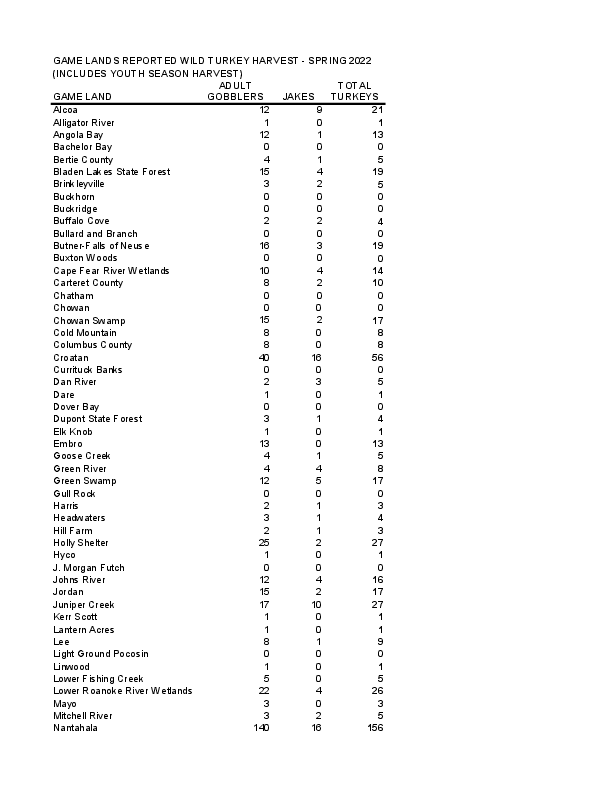 GAME LANDS REPORTED WILD TURKEY HARVEST - SPRING 2022
(INCLUDES YOUTH SEASON HARVEST)
ADULT TOTAL
GAME LAND GOBBLERS JAKES TURKEYS
Alcoa 12 9 21
Alligator River 1 0 1
Angola Bay 12 1 13
Bachelor Bay 0 0 0
Bertie County 4 1 5
Bladen Lakes State Forest 15 4 19
Brinkleyville 3 2 5
Buckhorn 0 0 0
Buckridge 0 0 0
Buffalo Cove 2 2 4
Bullard and Branch 0 0 0
Butner-Falls of Neuse 16 3 19
Buxton Woods 0 0 0
Cape Fear River Wetlands 10 4 14
Carteret County 8 2 10
Chatham 0 0 0
Chowan 0 0 0
Chowan Swamp 15 2 17
Cold Mountain 8 0 8
Columbus County 8 0 8
Croatan 40 16 56
Currituck Banks 0 0 0
Dan River 2 3 5
Dare 1 0 1
Dover Bay 0 0 0
Dupont State Forest 3 1 4
Elk Knob 1 0 1
Embro 13 0 13
Goose Creek 4 1 5
Green River 4 4 8
Green Swamp 12 5 17
Gull Rock 0 0 0
Harris 2 1 3
Headwaters 3 1 4
Hill Farm 2 1 3
Holly Shelter 25 2 27
Hyco 1 0 1
J. Morgan Futch 0 0 0
Johns River 12 4 16
Jordan 15 2 17
Juniper Creek 17 10 27
Kerr Scott 1 0 1
Lantern Acres 1 0 1
Lee 8 1 9
Light Ground Pocosin 0 0 0
Linwood 1 0 1
Lower Fishing Creek 5 0 5
Lower Roanoke River Wetlands 22 4 26
Mayo 3 0 3
Mitchell River 3 2 5
Nantahala 140 16 156